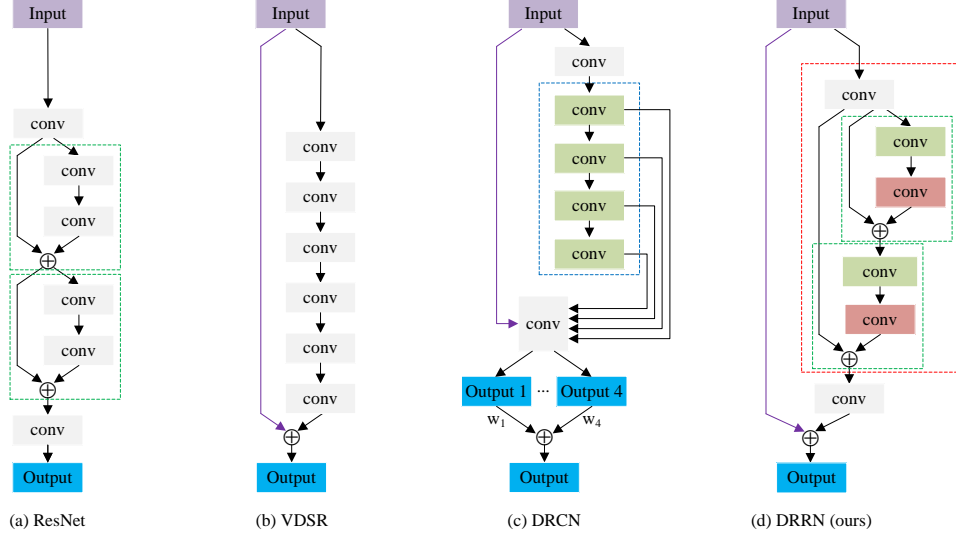 Input
conv
conv
conv
conv
conv
conv
Output
(a) ResNet
Input
conv
conv
conv
conv
conv
conv
Output
(b) VDSR
Input
conv
conv
conv
conv
conv
conv
Output 1 ... Output 4
w1 w4
Output
(c) DRCN
Input
conv
conv
conv
conv
conv
conv
Output
(d) DRRN (ours)